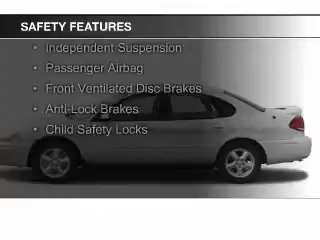 SAFETY FEATURES
• Independent Suspension
• Passenger Airbag
• Front Ventilated Disc Brakes
• Anti-Lock Brakes
• Child Safety Locks